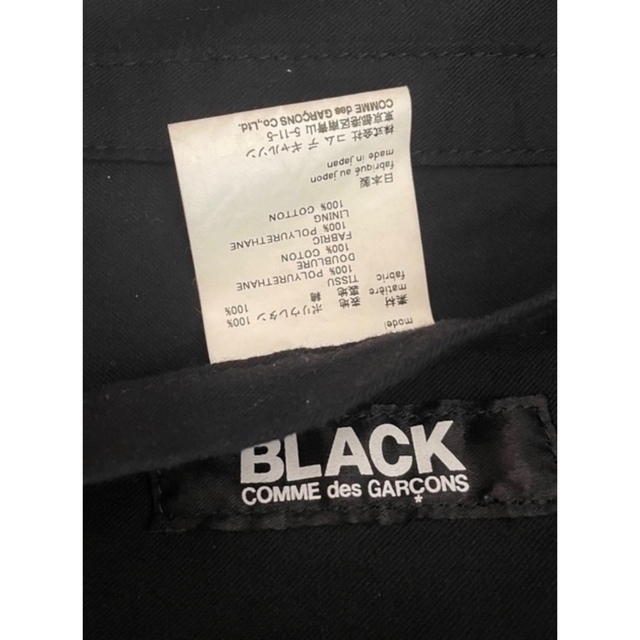 model
素材
matière
fabric
表地 ポリウレタン 100%
裏地 綿 100%
TISSU
100% POLYURETHANE
DOUBLURE
100% COTON
FABRIC
100% POLYURETHANE
LINING
100% COTTON
日本製
fabriqué au japon
made in japan
株式会社 コム デ ギャルソン
東京都港区南青山 5-11-5
COMME des GARÇONS Co.,Ltd.
BLACK
COMME des GARÇONS
*